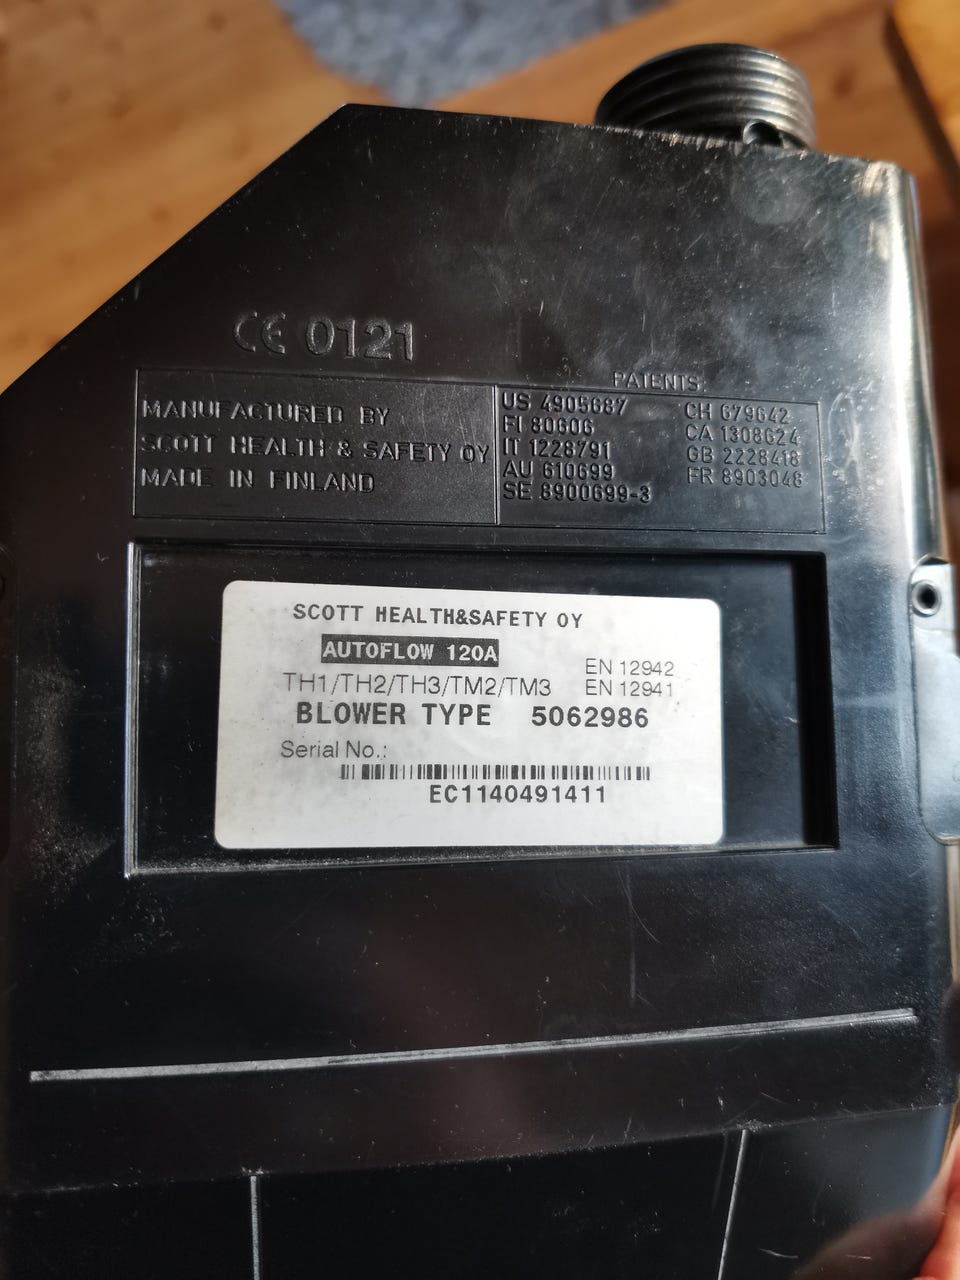 CE 0121
MANUFACTURED BY
SCOTT HEALTH & SAFETY OY
MADE IN FINLAND
PATENTS:
US 4905687
FI 80606
IT 1228791
AU 610699
SE 8900699-3
CH 679642
CA 1308624
GB 2228418
FR 8903048
SCOTT HEALTH&SAFETY OY
AUTOFLOW 120A
TH1/TH2/TH3/TM2/TM3
EN 12942
EN 12941
BLOWER TYPE 5062986
Serial No.:
EC1140491411